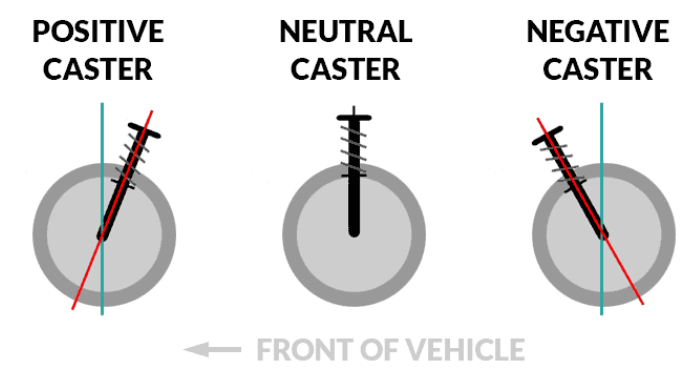 POSITIVE
CASTER
NEUTRAL
CASTER
NEGATIVE
CASTER
FRONT OF VEHICLE